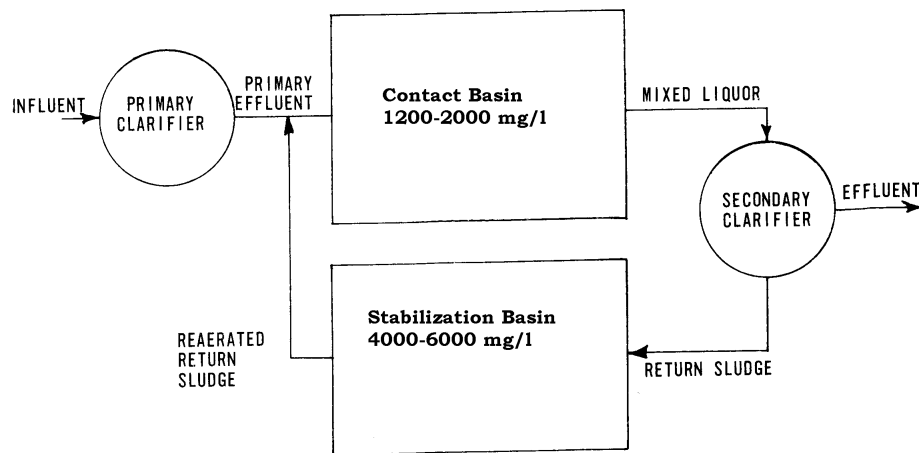 INFLUENT
PRIMARY
CLARIFIER
PRIMARY
EFFLUENT
Contact Basin
1200-2000 mg/l
MIXED LIQUOR
SECONDARY
CLARIFIER
EFFLUENT
Stabilization Basin
4000-6000 mg/l
REAERATED
RETURN
SLUDGE
RETURN SLUDGE